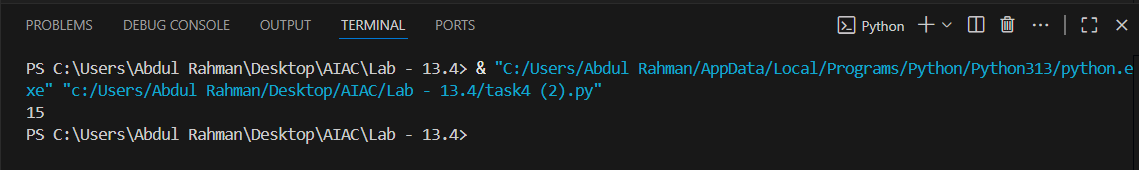 PROBLEMS DEBUG CONSOLE OUTPUT TERMINAL PORTS Python
PS C:\Users\Abdul Rahman\Desktop\AIAC\Lab - 13.4> & "C:/Users/Abdul Rahman/AppData/Local/Programs/Python/Python313/python.e
xe" "c:/Users/Abdul Rahman/Desktop/AIAC/Lab - 13.4/task4 (2).py"
15
PS C:\Users\Abdul Rahman\Desktop\AIAC\Lab - 13.4>